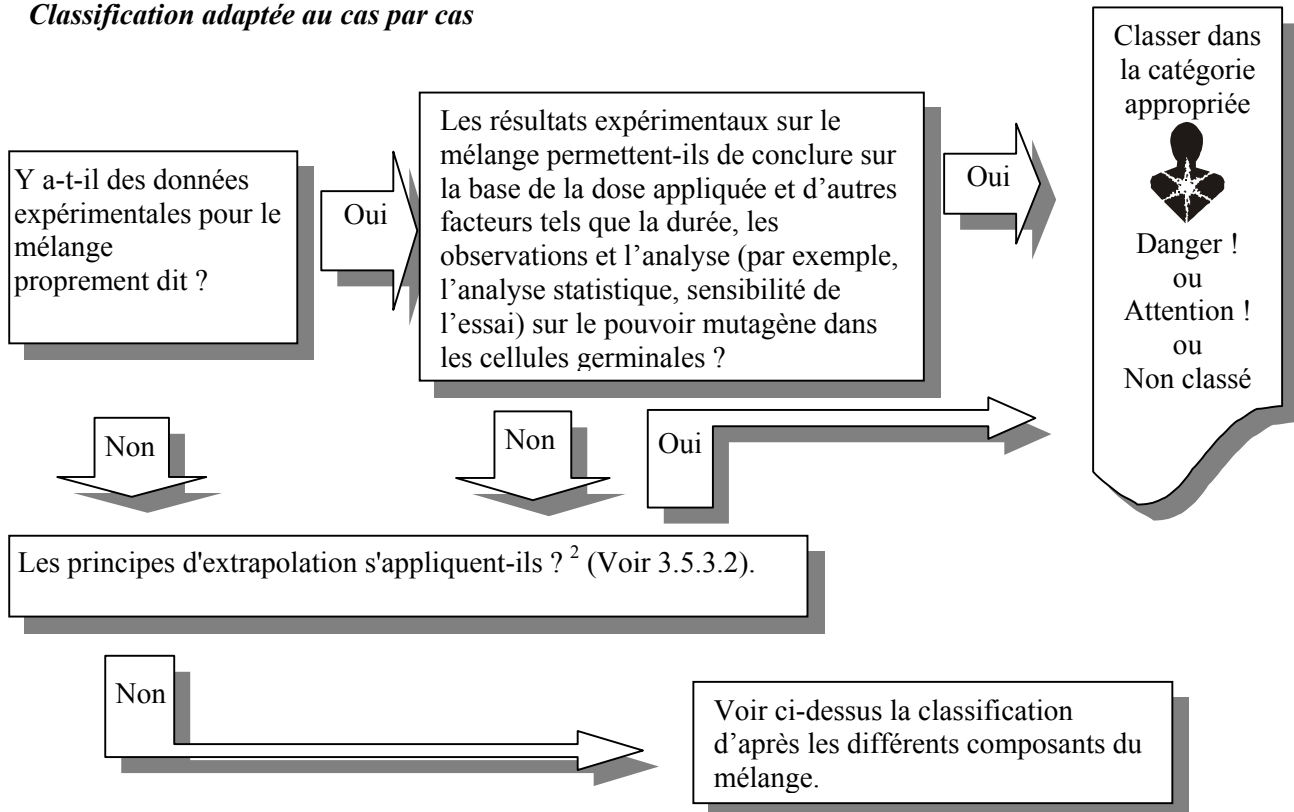 Classification adaptée au cas par cas
Y a-t-il des données
expérimentales pour le
mélange
proprement dit ?
Oui
Les résultats expérimentaux sur le
mélange permettent-ils de conclure sur
la base de la dose appliquée et d'autres
facteurs tels que la durée, les
observations et l'analyse (par exemple,
l'analyse statistique, sensibilité de
l'essai) sur le pouvoir mutagène dans
les cellules germinales ?
Oui
Classer dans
la catégorie
appropriée
Danger !
ou
Attention !
ou
Non classé
Non
Non
Oui
Les principes d'extrapolation s'appliquent-ils ? ² (Voir 3.5.3.2).
Non
Voir ci-dessus la classification
d'après les différents composants du
mélange.